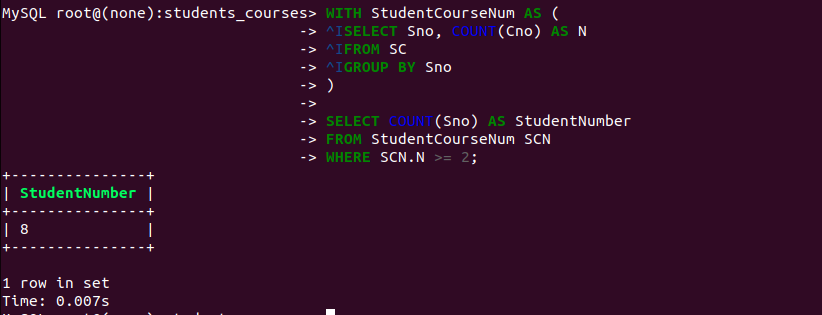 MySQL root@(none):students_courses> WITH StudentCourseNum AS (
-> ^ISELECT Sno, COUNT(Cno) AS N
-> ^IFROM SC
-> ^IGROUP BY Sno
-> )
->
-> SELECT COUNT(Sno) AS StudentNumber
-> FROM StudentCourseNum SCN
-> WHERE SCN.N >= 2;
+---------------+
| StudentNumber |
+---------------+
| 8             |
+---------------+
1 row in set
Time: 0.007s